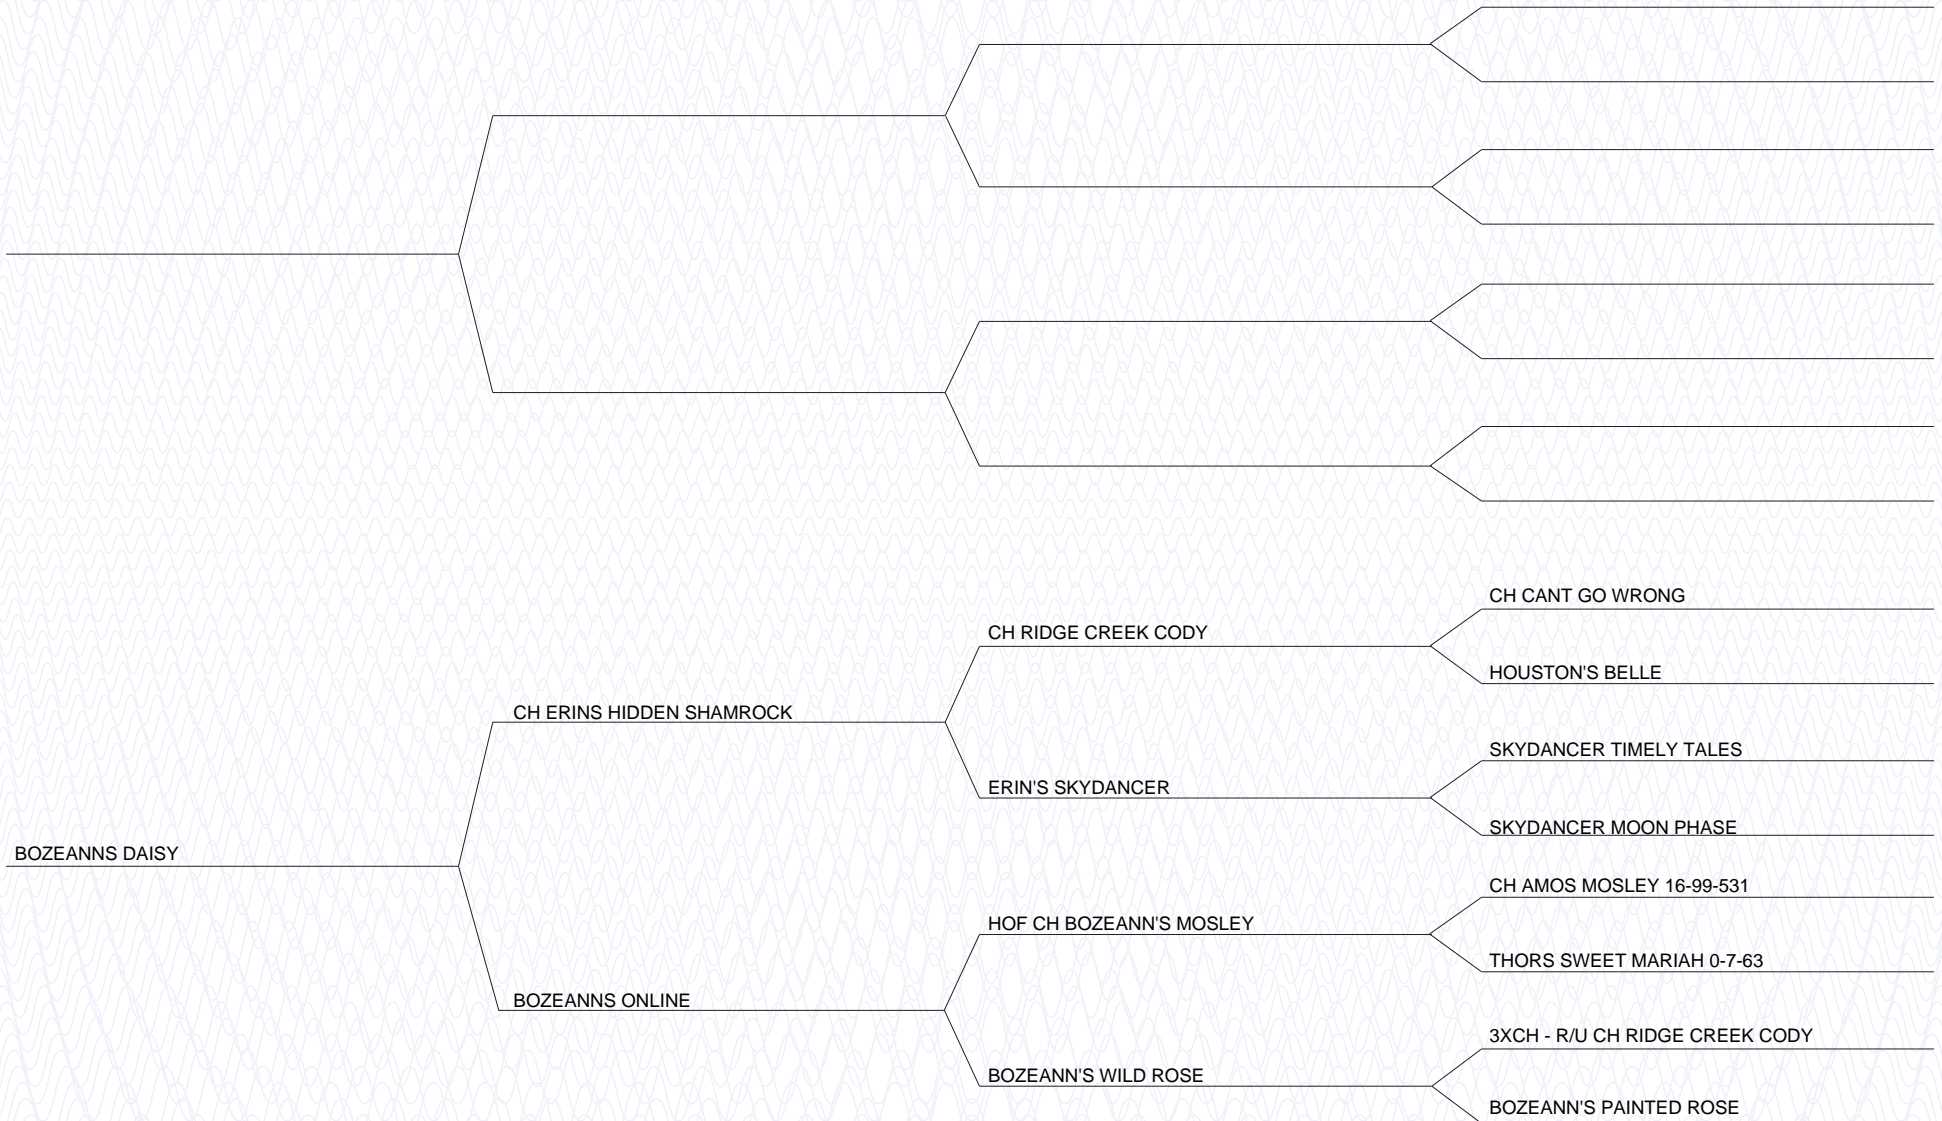 CH CANT GO WRONG
CH RIDGE CREEK CODY
HOUSTON'S BELLE
CH ERINS HIDDEN SHAMROCK
SKYDANCER TIMELY TALES
ERIN'S SKYDANCER
SKYDANCER MOON PHASE
BOZEANNS DAISY
CH AMOS MOSLEY 16-99-531
HOF CH BOZEANN'S MOSLEY
THORS SWEET MARIAH 0-7-63
BOZEANNS ONLINE
3XCH - R/U CH RIDGE CREEK CODY
BOZEANN'S WILD ROSE
BOZEANN'S PAINTED ROSE